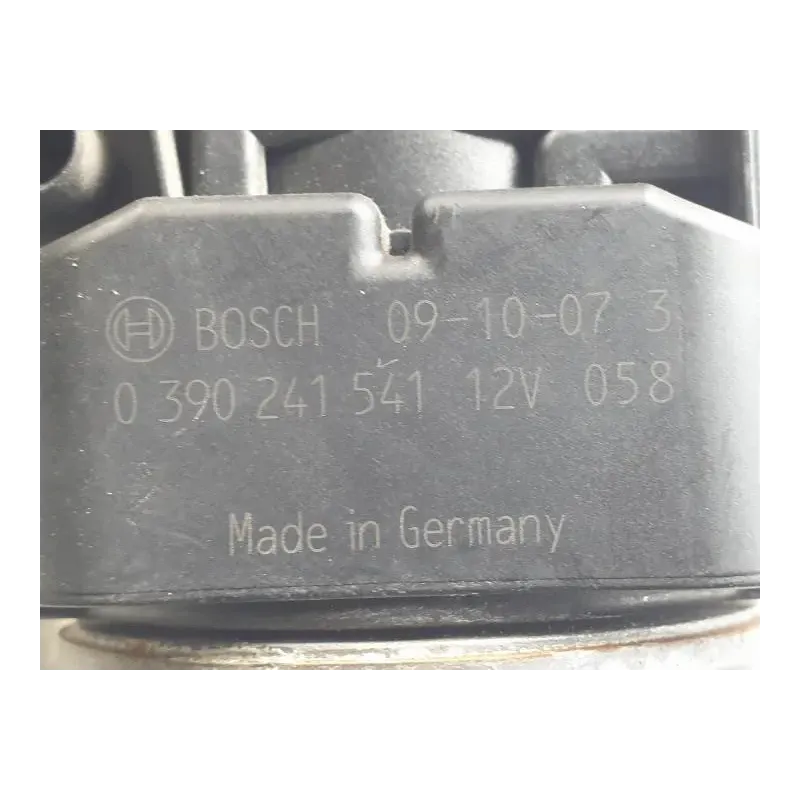 BOSCH 09-10-07 3
0 390 241 541 12V 058
Made in Germany